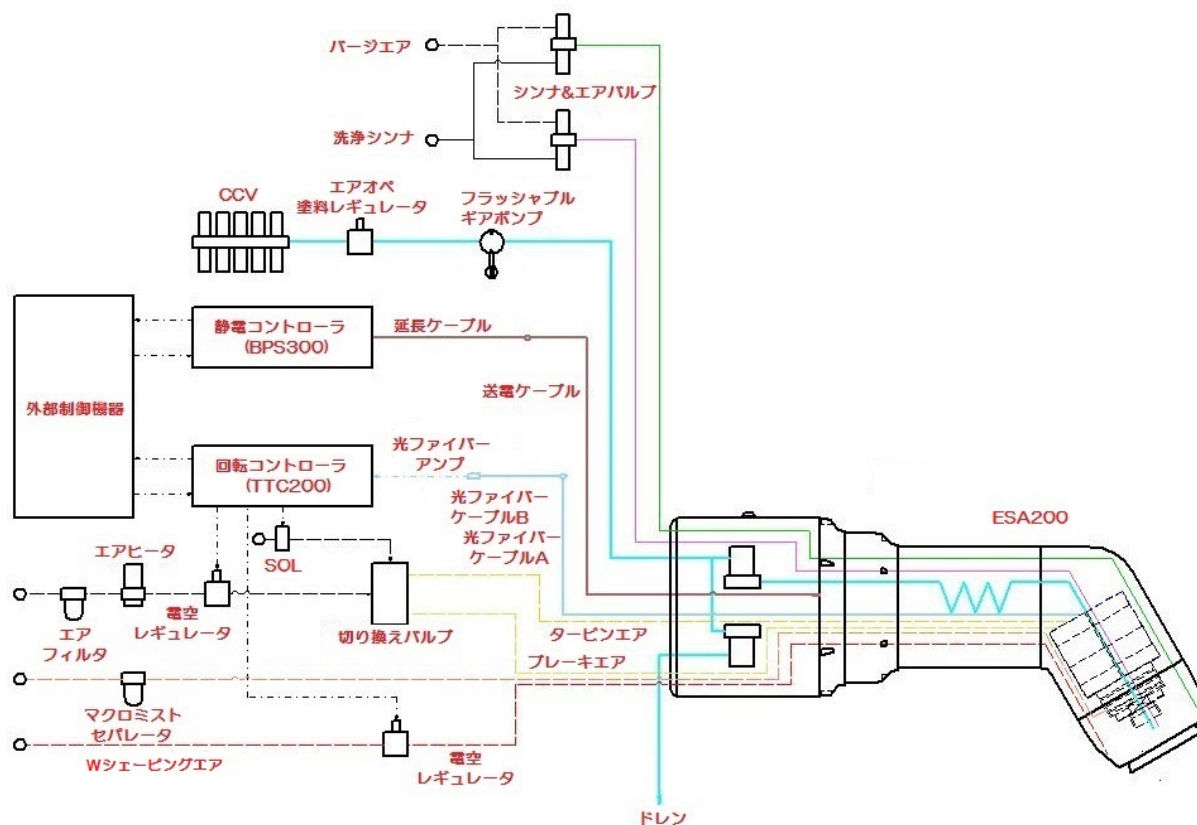 パージエア
シンナ&エアバルブ
洗浄シンナ
CCV
エアオペ
塗料レギュレータ
フラッシャブル
ギアポンプ
外部制御機器
静電コントローラ
(BPS300)
延長ケーブル
送電ケーブル
回転コントローラ
(TTC200)
光ファイバー
アンプ
光ファイバー
ケーブルB
光ファイバー
ケーブルA
ESA200
SOL
エアヒータ
エア
フィルタ
電空
レギュレータ
切り換えバルブ
タービンエア
ブレーキエア
マクロミスト
セパレータ
Wシェーピングエア
電空
レギュレータ
ドレン